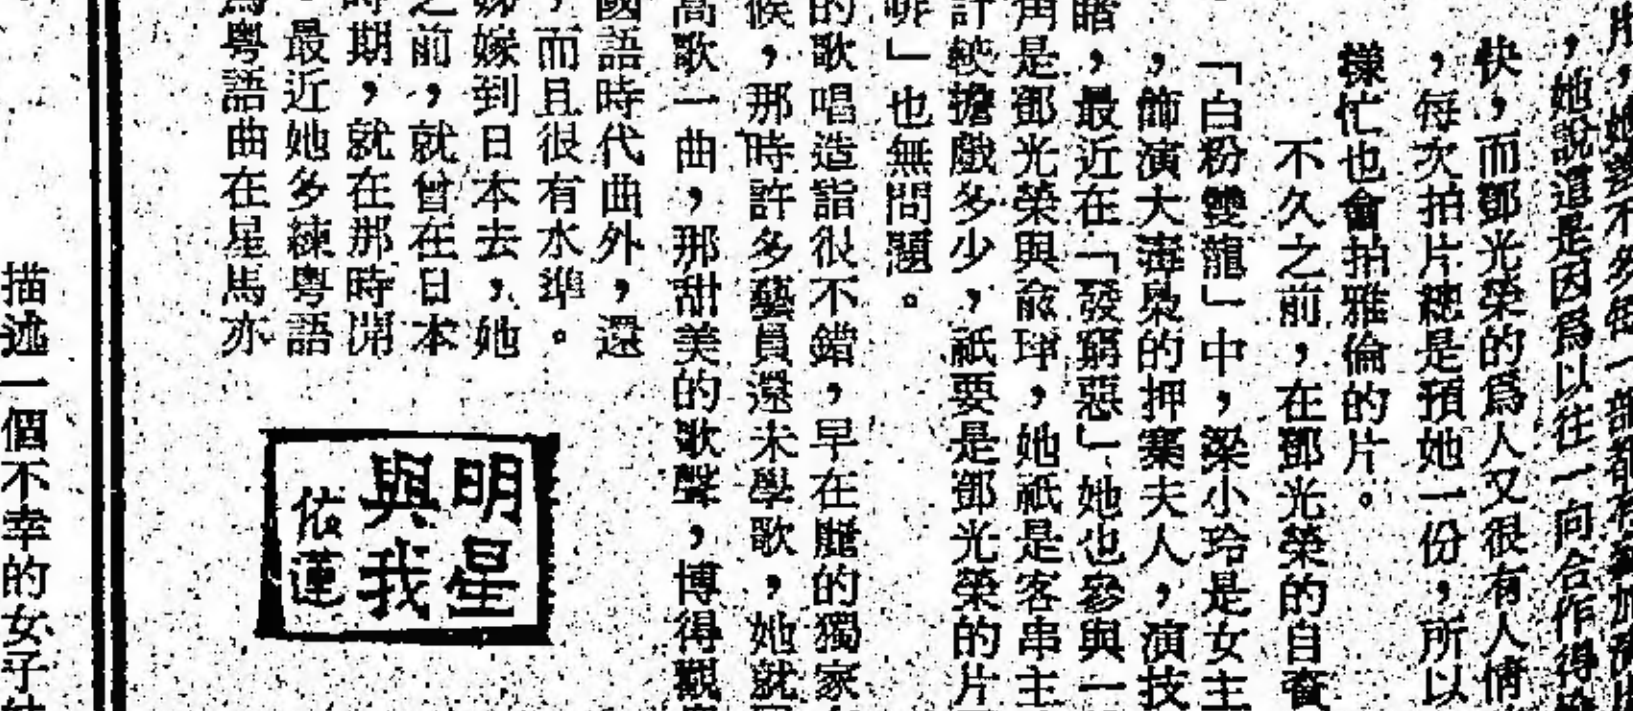 ，她說這是因爲以往一向合作得
快，而鄧光榮的爲人又很有人情
，每次拍片總是預她一份，所以
樣忙也會拍雅倫的片。
不久之前，在鄧光榮的自資
「白粉雙龍」中，梁小玲是女主
，飾演大毒梟的押寨夫人，演技
，最近在「發窮惡」她也參與一
角是鄧光榮與俞琤，她祇是客串主
計較擔戲多少，祇要是鄧光榮的片
啡」也無問題。
的歌唱造詣很不錯，早在麗的獨家
候，那時許多藝員還未學歌，她就
高歌一曲，那甜美的歌聲，博得觀
國語時代曲外，還
，而且很有水準。
嫁到日本去，她
之前，就曾在日本
時期，就在那時開
最近她多練粵語
粵語曲在星馬亦
明星
與我
依蓮
描述一個不幸的女子